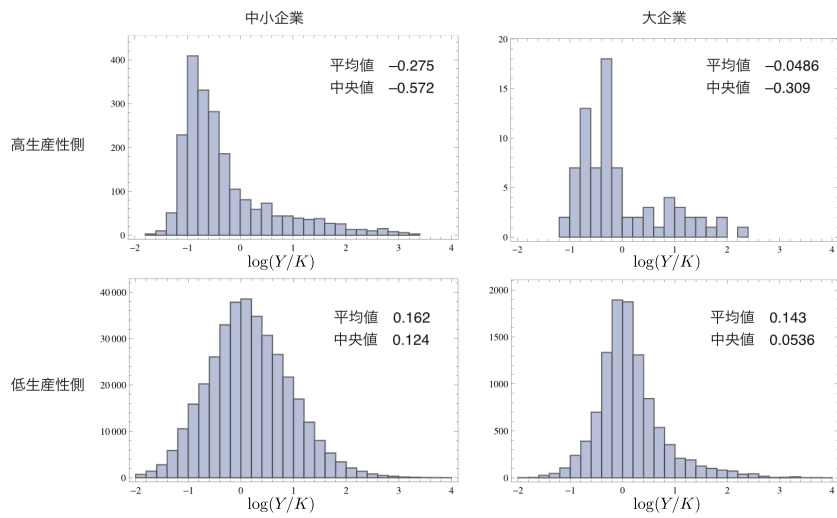 中小企業
大企業
高生産性側
平均値 –0.275
中央値 –0.572
400
300
200
100
0
−2 −1 0 1 2 3 4
log(Y/K)
平均値 –0.0486
中央値 –0.309
20
15
10
5
0
−2 −1 0 1 2 3 4
log(Y/K)
低生産性側
平均値 0.162
中央値 0.124
40000
30000
20000
10000
0
−2 −1 0 1 2 3 4
log(Y/K)
平均値 0.143
中央値 0.0536
2000
1500
1000
500
0
−2 −1 0 1 2 3 4
log(Y/K)